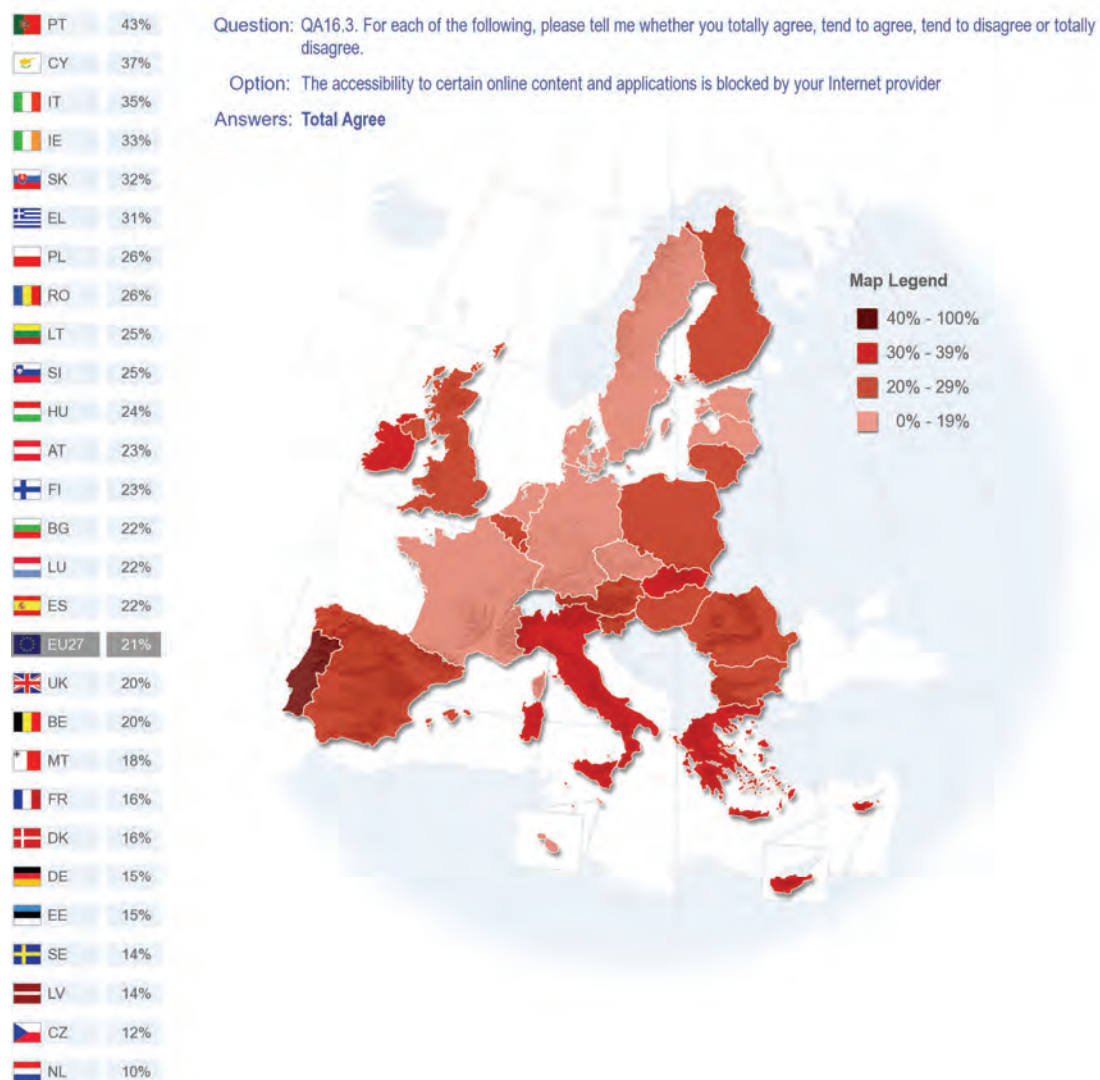 PT 43%
CY 37%
IT 35%
IE 33%
SK 32%
EL 31%
PL 26%
RO 26%
LT 25%
SI 25%
HU 24%
AT 23%
FI 23%
BG 22%
LU 22%
ES 22%
EU27 21%
UK 20%
BE 20%
MT 18%
FR 16%
DK 16%
DE 15%
EE 15%
SE 14%
LV 14%
CZ 12%
NL 10%
Question: QA16.3. For each of the following, please tell me whether you totally agree, tend to agree, tend to disagree or totally
disagree.
Option: The accessibility to certain online content and applications is blocked by your Internet provider
Answers: Total Agree
Map Legend
40% - 100%
30% - 39%
20% - 29%
0% - 19%